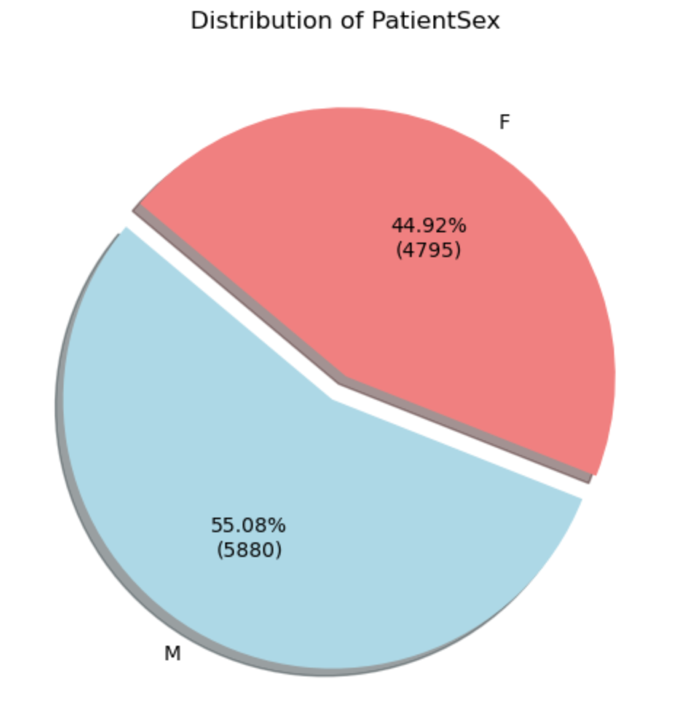 Distribution of PatientSex
F
44.92%
(4795)
55.08%
(5880)
M